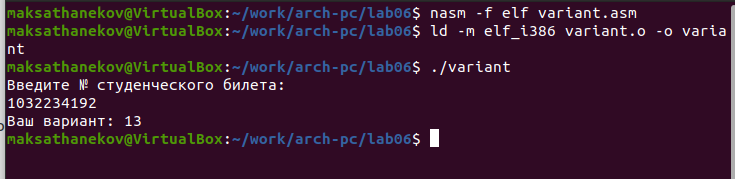 maksathanekov@VirtualBox:~/work/arch-pc/lab06$ nasm -f elf variant.asm
maksathanekov@VirtualBox:~/work/arch-pc/lab06$ ld -m elf_i386 variant.o -o varia
nt
maksathanekov@VirtualBox:~/work/arch-pc/lab06$ ./variant
Введите № студенческого билета:
1032234192
Ваш вариант: 13
maksathanekov@VirtualBox:~/work/arch-pc/lab06$